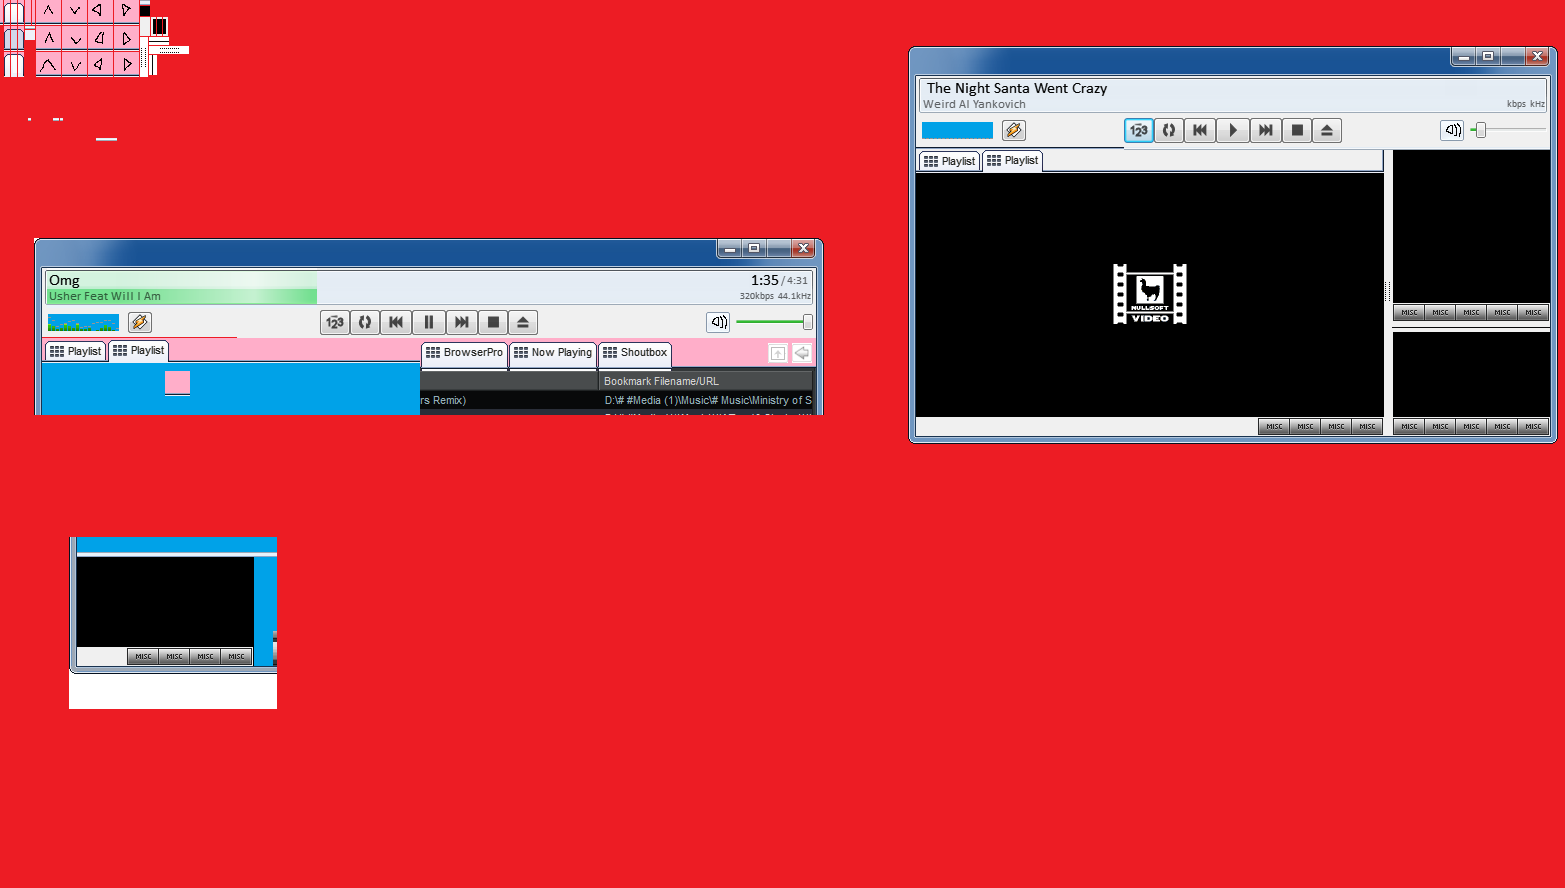 The Night Santa Went Crazy
Weird Al Yankovich
kbps kHz
123
Playlist
Playlist
NULLSOFT
VIDEO
MISC MISC MISC MISC MISC
MISC MISC MISC MISC
MISC MISC MISC MISC MISC
Omg
1:35/4:31
Usher Feat Will I Am
320kbps 44.1kHz
123
Playlist
Playlist
BrowserPro
Now Playing
Shoutbox
Bookmark Filename/URL
rs Remix)
D:\# #Media (1)\Music\# Music\Ministry of S
MISC MISC MISC MISC